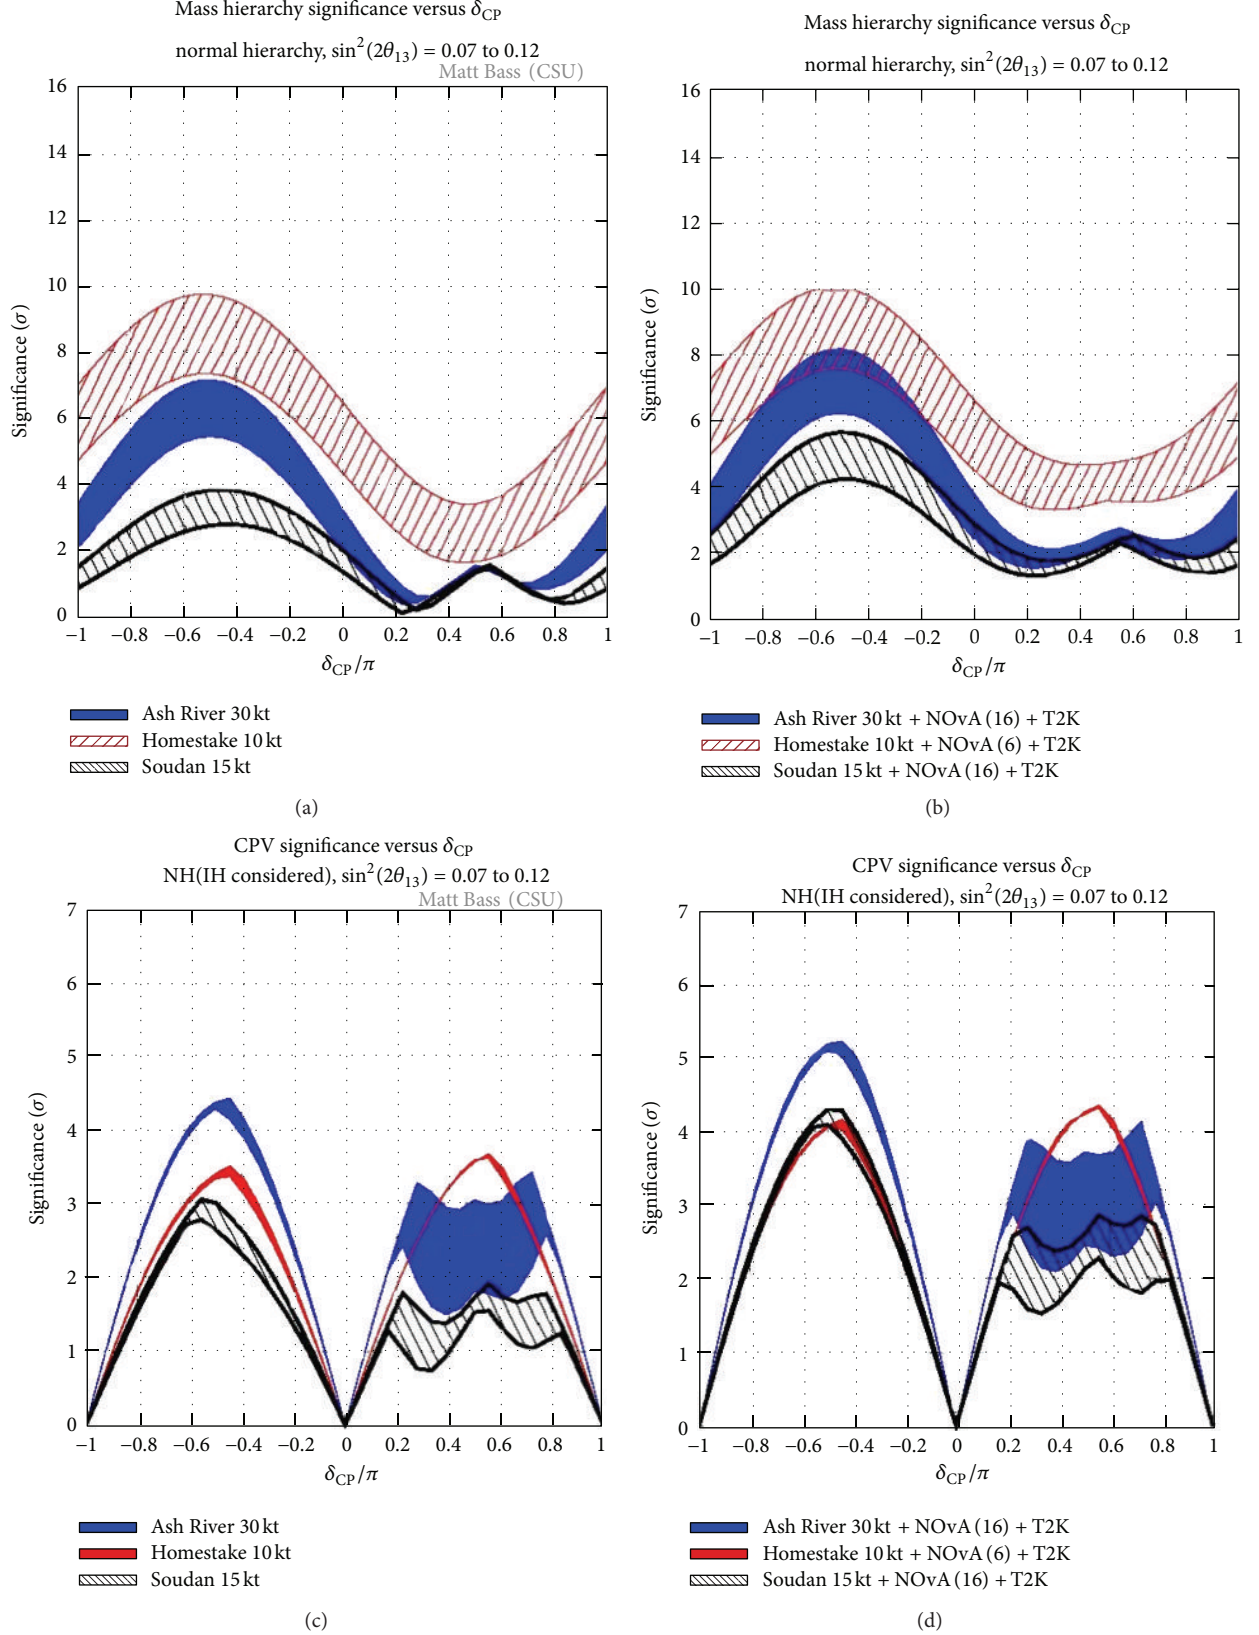 Mass hierarchy significance versus δCP
normal hierarchy, sin²(2θ13) = 0.07 to 0.12
Matt Bass (CSU)
16
14
12
10
8
6
4
2
0
Significance (σ)
−1 −0.8 −0.6 −0.4 −0.2 0 0.2 0.4 0.6 0.8 1
δCP/π
Ash River 30 kt
Homestake 10 kt
Soudan 15 kt
(a)
Mass hierarchy significance versus δCP
normal hierarchy, sin²(2θ13) = 0.07 to 0.12
16
14
12
10
8
6
4
2
0
Significance (σ)
−1 −0.8 −0.6 −0.4 −0.2 0 0.2 0.4 0.6 0.8 1
δCP/π
Ash River 30 kt + NOvA (16) + T2K
Homestake 10 kt + NOvA (6) + T2K
Soudan 15 kt + NOvA (16) + T2K
(b)
CPV significance versus δCP
NH(IH considered), sin²(2θ13) = 0.07 to 0.12
Matt Bass (CSU)
7
6
5
4
3
2
1
0
Significance (σ)
−1 −0.8 −0.6 −0.4 −0.2 0 0.2 0.4 0.6 0.8 1
δCP/π
Ash River 30 kt
Homestake 10 kt
Soudan 15 kt
(c)
CPV significance versus δCP
NH(IH considered), sin²(2θ13) = 0.07 to 0.12
7
6
5
4
3
2
1
0
Significance (σ)
−1 −0.8 −0.6 −0.4 −0.2 0 0.2 0.4 0.6 0.8 1
δCP/π
Ash River 30 kt + NOvA (16) + T2K
Homestake 10 kt + NOvA (6) + T2K
Soudan 15 kt + NOvA (16) + T2K
(d)